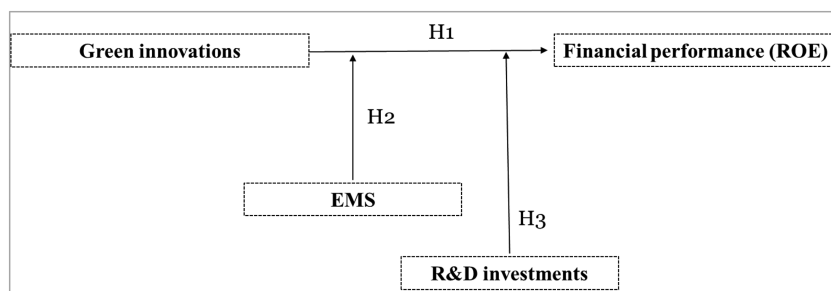 H1
Green innovations
Financial performance (ROE)
H2
EMS
H3
R&D investments